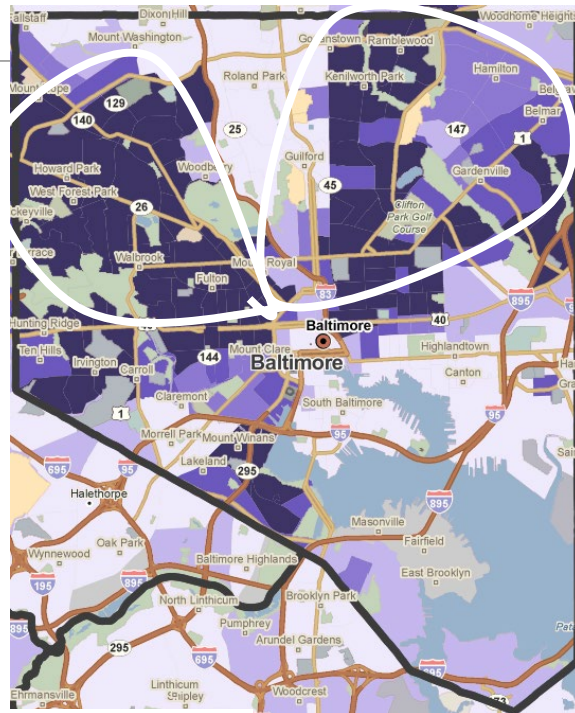 Fallstaff
Dixon Hill
Woodhome Heights
Mount Washington
Govanstown
Ramblewood
Roland Park
Kenilworth Park
Hamilton
Mount Hope
129
140
25
147
Belmar
1
Woodberry
Guilford
Howard Park
45
Gardenville
West Forest Park
26
Clifton
Park Golf
Course
Walbrook
Mount Royal
Fulton
83
895
Hunting Ridge
40
40
Baltimore
Ten Hills
144
Mount Clare
Baltimore
Highlandtown
Irvington
Carroll
Canton
Claremont
1
South Baltimore
95
Morrell Park
Mount Winans
95
695
95
Lakeland
295
Halethorpe
895
Masonville
Oak Park
Fairfield
Wynnewood
Baltimore Highlands
East Brooklyn
195
895
North Linthicum
Brooklyn Park
895
Pumphrey
295
695
Arundel Gardens
895
Linthicum
Shipley
Woodcrest
173
Ehrmansville